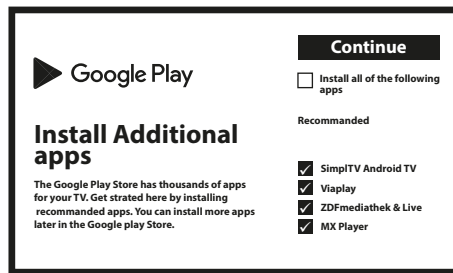 Google Play
Install Additional
apps
The Google Play Store has thousands of apps
for your TV. Get strated here by installing
recommanded apps. You can install more apps
later in the Google play Store.
Continue
Install all of the following
apps
Recommanded
SimplTV Android TV
Viaplay
ZDFmediathek & Live
MX Player